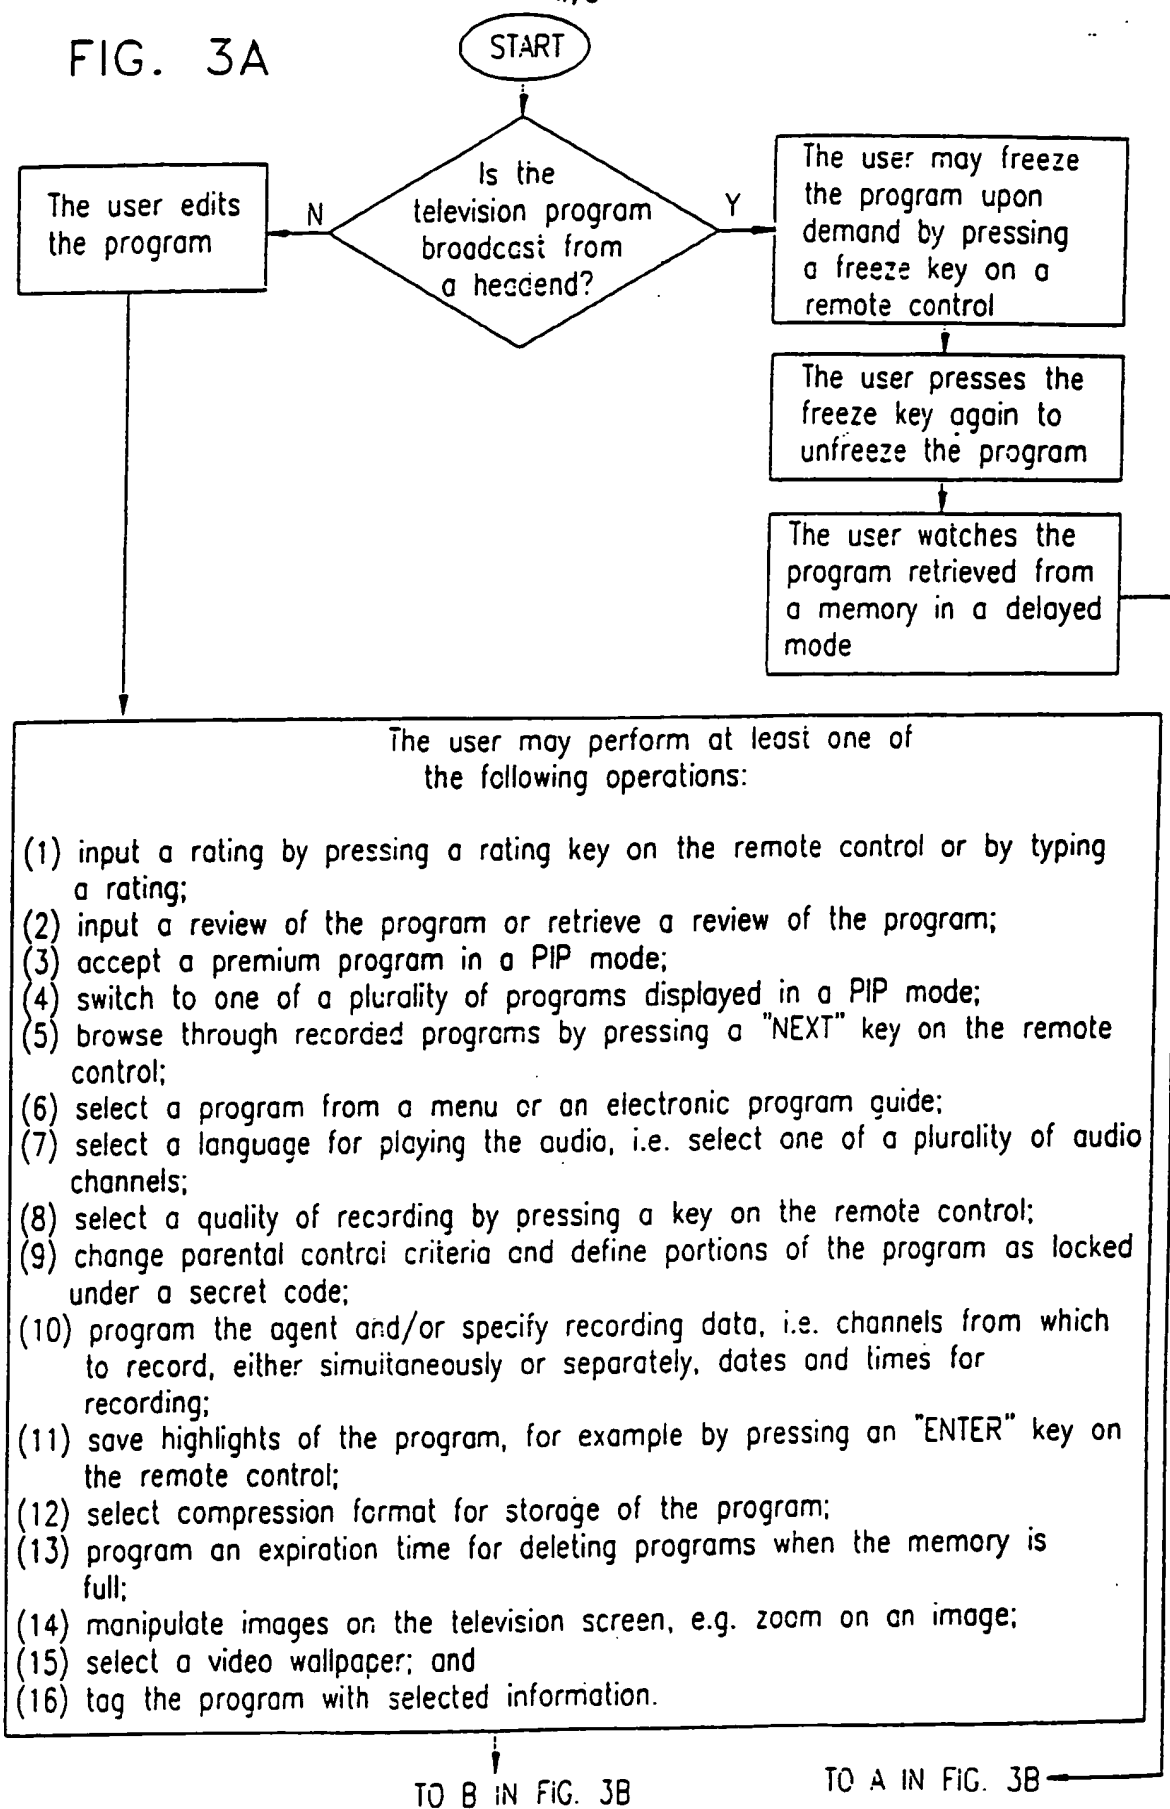 FIG. 3A
START
Is the
television program
broadcast from
a headend?
N
Y
The user edits
the program
The user may freeze
the program upon
demand by pressing
a freeze key on a
remote control
The user presses the
freeze key again to
unfreeze the program
The user watches the
program retrieved from
a memory in a delayed
mode
The user may perform at least one of
the following operations:
(1) input a rating by pressing a rating key on the remote control or by typing
a rating;
(2) input a review of the program or retrieve a review of the program;
(3) accept a premium program in a PIP mode;
(4) switch to one of a plurality of programs displayed in a PIP mode;
(5) browse through recorded programs by pressing a "NEXT" key on the remote
control;
(6) select a program from a menu or an electronic program guide;
(7) select a language for playing the audio, i.e. select one of a plurality of audio
channels;
(8) select a quality of recording by pressing a key on the remote control;
(9) change parental control criteria and define portions of the program as locked
under a secret code;
(10) program the agent and/or specify recording data, i.e. channels from which
to record, either simultaneously or separately, dates and times for
recording;
(11) save highlights of the program, for example by pressing an "ENTER" key on
the remote control;
(12) select compression format for storage of the program;
(13) program an expiration time for deleting programs when the memory is
full;
(14) manipulate images on the television screen, e.g. zoom on an image;
(15) select a video wallpaper; and
(16) tag the program with selected information.
TO B IN FIG. 3B
TO A IN FIG. 3B